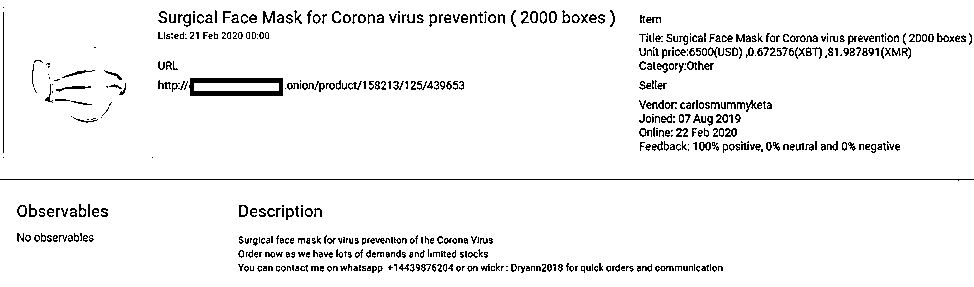 Surgical Face Mask for Corona virus prevention ( 2000 boxes )
Listed: 21 Feb 2020 00:00
URL
http:// .onion/product/158213/125/439653
Item
Title: Surgical Face Mask for Corona virus prevention ( 2000 boxes )
Unit price:6500(USD) ,0.672576(XBT) ,81.987891(XMR)
Category:Other
Seller
Vendor: carlosmummyketa
Joined: 07 Aug 2019
Online: 22 Feb 2020
Feedback: 100% positive, 0% neutral and 0% negative
Observables
No observables
Description
Surgical face mask for virus prevention of the Corona Virus
Order now as we have lots of demands and limited stocks
You can contact me on whatsapp +14439876204 or on wickr : Dryann2018 for quick orders and communication